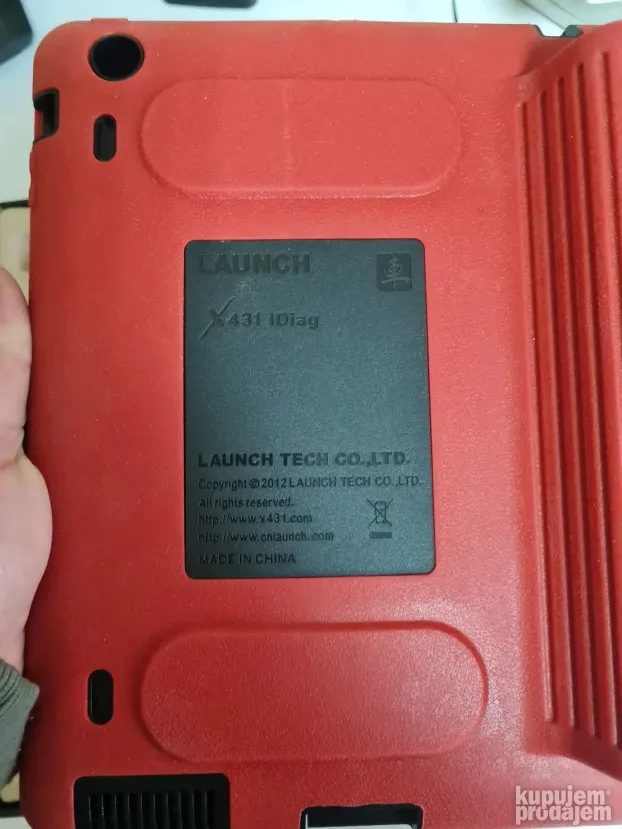 LAUNCH
X431 iDiag
LAUNCH TECH CO.,LTD.
Copyright © 2012 LAUNCH TECH CO.,LTD.
All rights reserved.
http://www.x431.com
http://www.cnlaunch.com
MADE IN CHINA
kupujem
prodajem